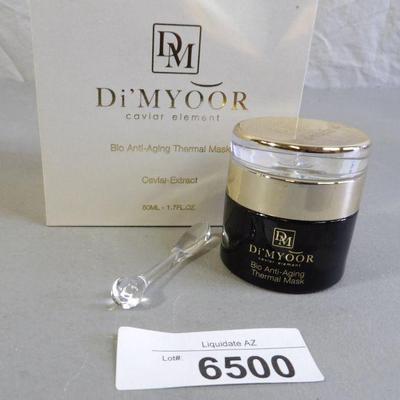 DM
Di'MYOOR
caviar element
Bio Anti-Aging Thermal Mask
Caviar Extract
50ML - 1.7FL.OZ
DM
Di'MYOOR
caviar element
Bio Anti-Aging
Thermal Mask
Liquidate AZ
Lot#:
6500